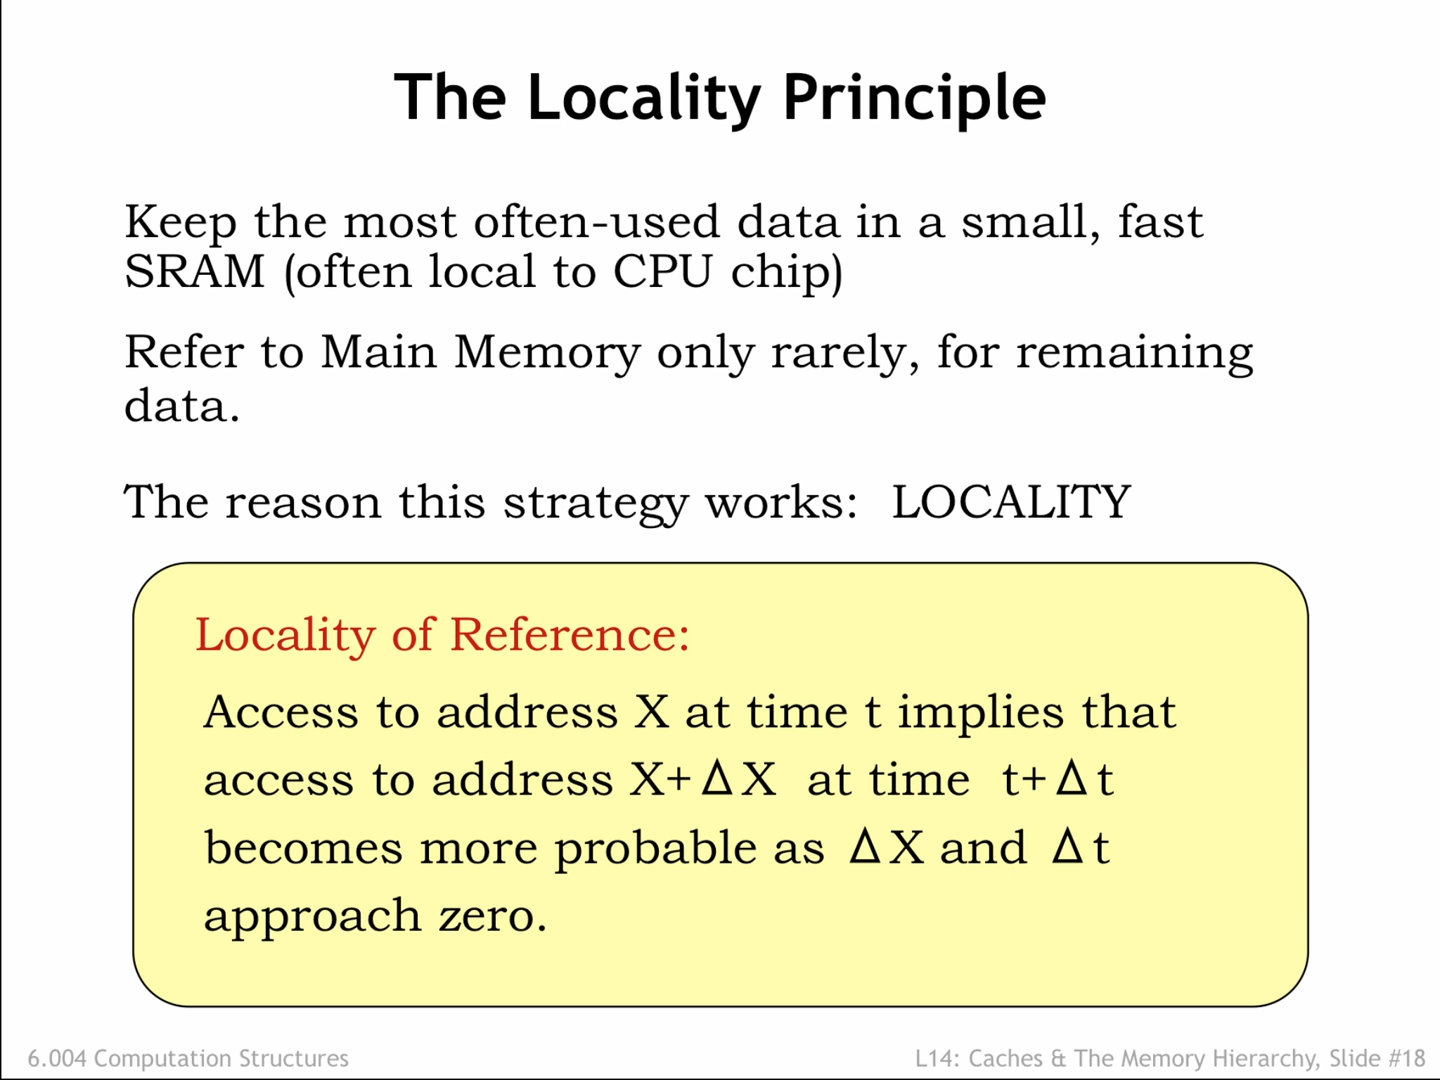 The Locality Principle
Keep the most often-used data in a small, fast
SRAM (often local to CPU chip)
Refer to Main Memory only rarely, for remaining
data.
The reason this strategy works: LOCALITY
Locality of Reference:
Access to address X at time t implies that
access to address X+ΔX at time t+Δt
becomes more probable as ΔX and Δt
approach zero.
6.004 Computation Structures
L14: Caches & The Memory Hierarchy, Slide #18